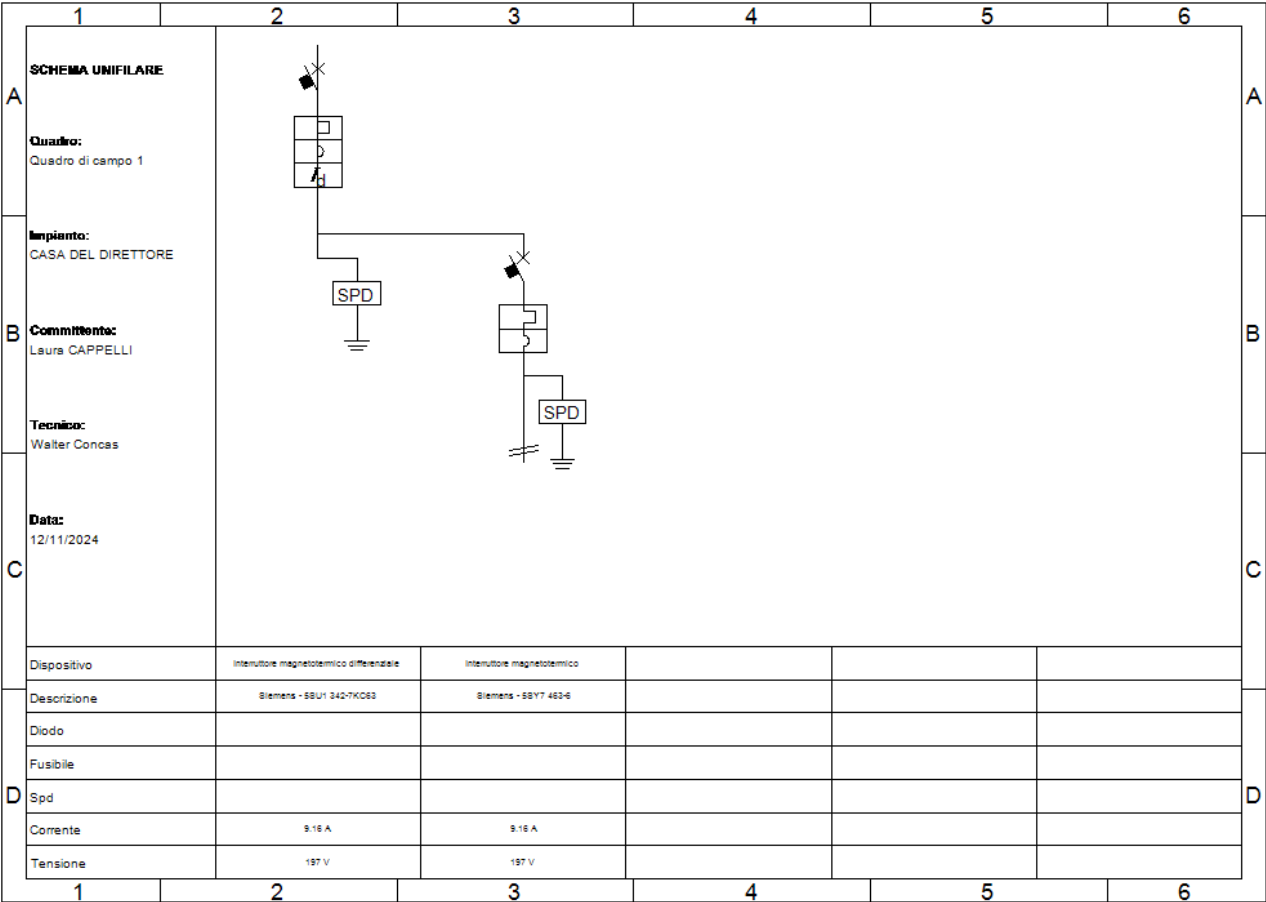 1 2 3 4 5 6
SCHEMA UNIFILARE
A A
Quadro:
Quadro di campo 1
Id
Impianto:
CASA DEL DIRETTORE
SPD
B B
Committente:
Laura CAPPELLI
SPD
Tecnico:
Walter Concas
Data:
12/11/2024
C C
Dispositivo Interruttore magnetotermico differenziale Interruttore magnetotermico
Descrizione Siemens - 5SU1 342-7KC63 Siemens - 5SY7 463-6
Diodo
Fusibile
D D
Spd
Corrente 9.16 A 9.16 A
Tensione 197 V 197 V
1 2 3 4 5 6